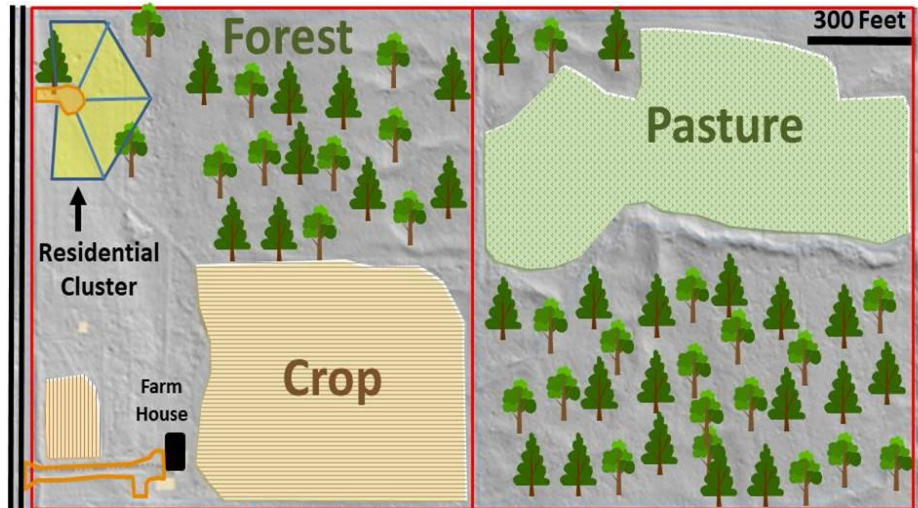 Forest
300 Feet
Pasture
Residential
Cluster
Crop
Farm
House